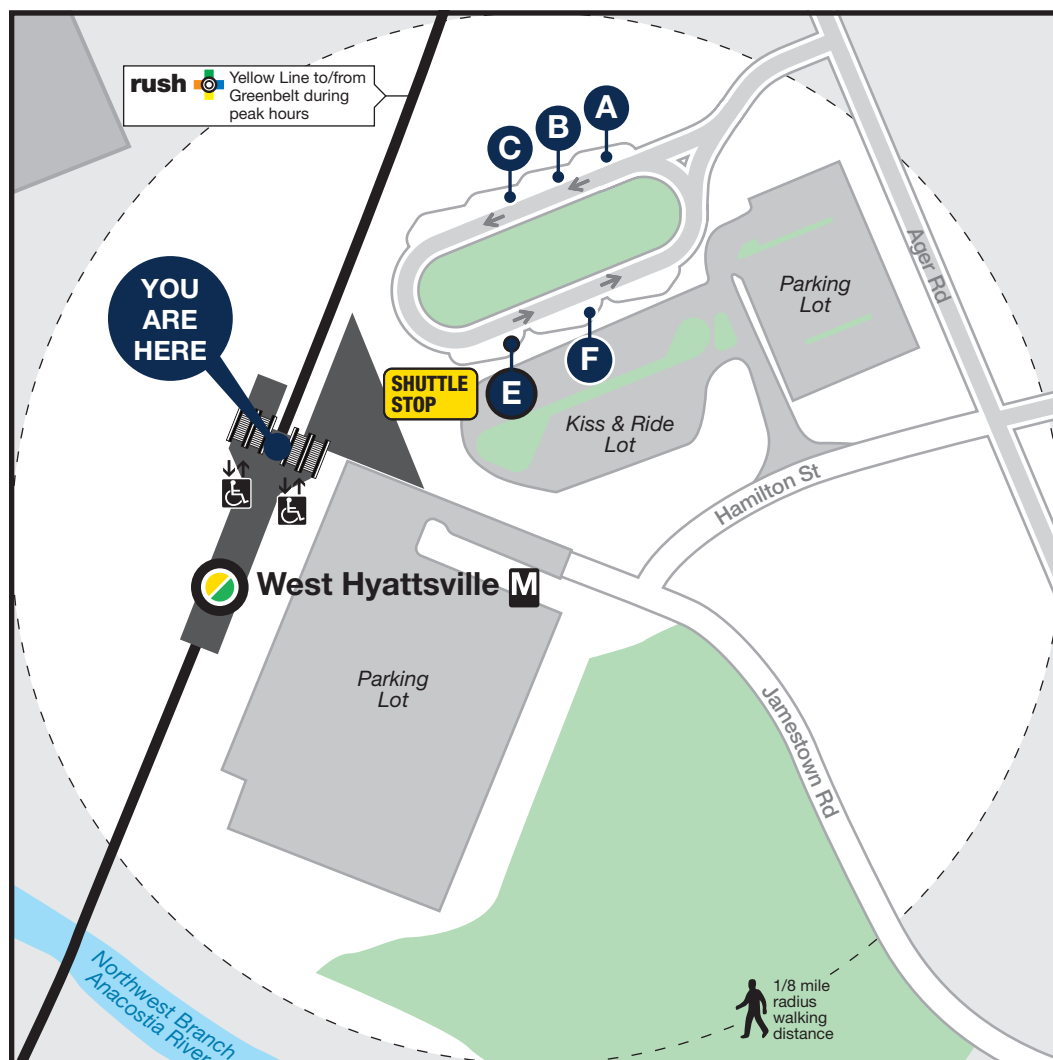 rush
Yellow Line to/from
Greenbelt during
peak hours
A
B
C
YOU
ARE
HERE
Ager Rd
Parking
Lot
SHUTTLE
STOP
E
F
Kiss & Ride
Lot
Hamilton St
West Hyattsville M
Parking
Lot
Jamestown Rd
Northwest Branch
Anacostia River
1/8 mile
radius
walking
distance